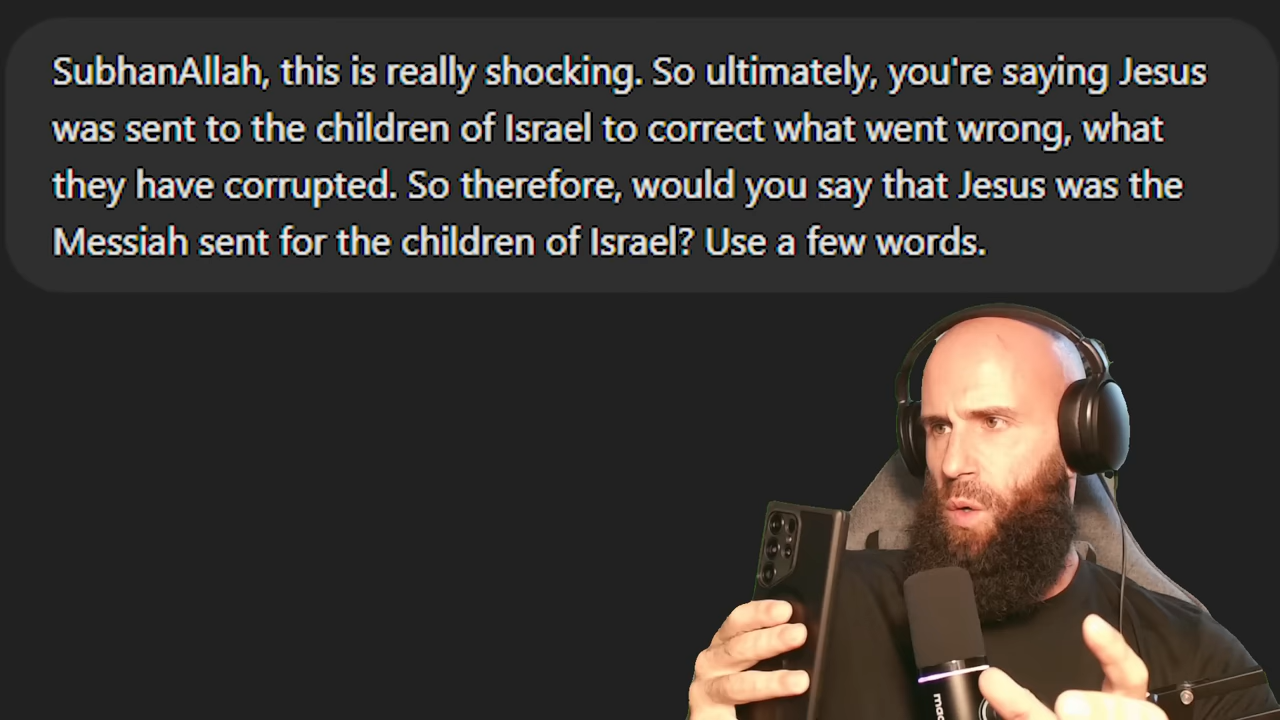 SubhanAllah, this is really shocking. So ultimately, you're saying Jesus
was sent to the children of Israel to correct what went wrong, what
they have corrupted. So therefore, would you say that Jesus was the
Messiah sent for the children of Israel? Use a few words.